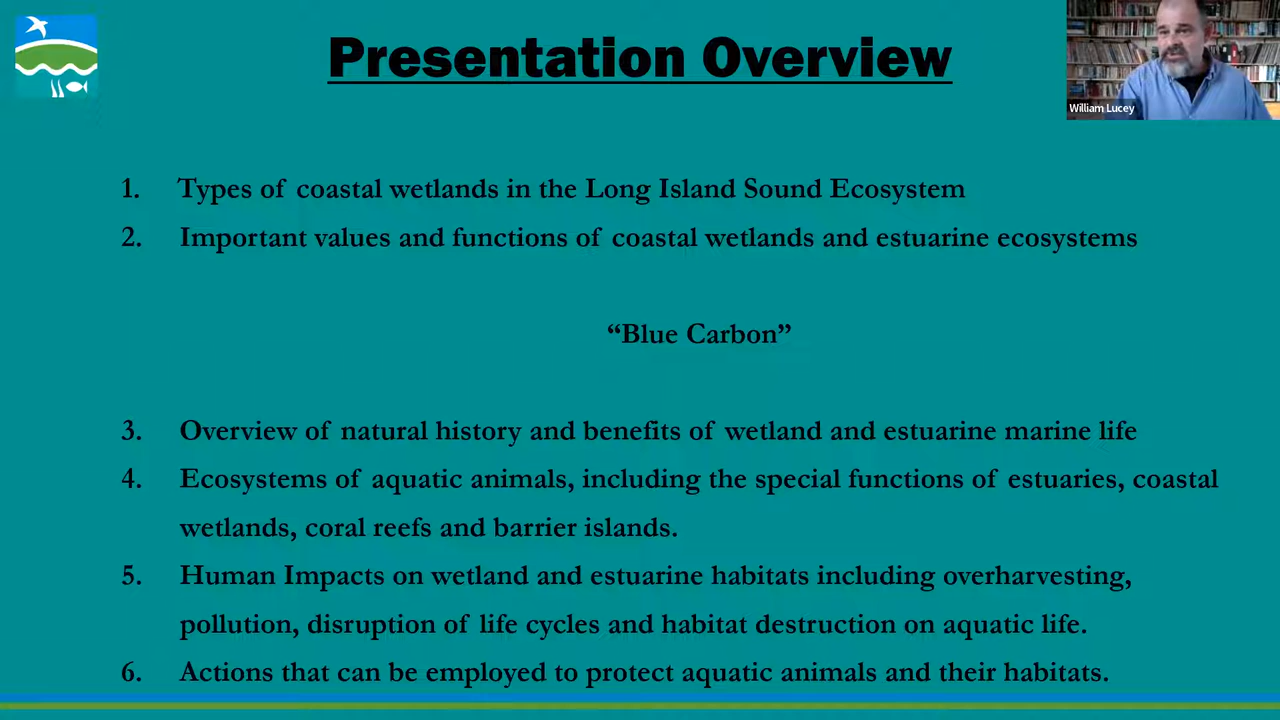 Presentation Overview
William Lucey
1. Types of coastal wetlands in the Long Island Sound Ecosystem
2. Important values and functions of coastal wetlands and estuarine ecosystems
“Blue Carbon”
3. Overview of natural history and benefits of wetland and estuarine marine life
4. Ecosystems of aquatic animals, including the special functions of estuaries, coastal
wetlands, coral reefs and barrier islands.
5. Human Impacts on wetland and estuarine habitats including overharvesting,
pollution, disruption of life cycles and habitat destruction on aquatic life.
6. Actions that can be employed to protect aquatic animals and their habitats.